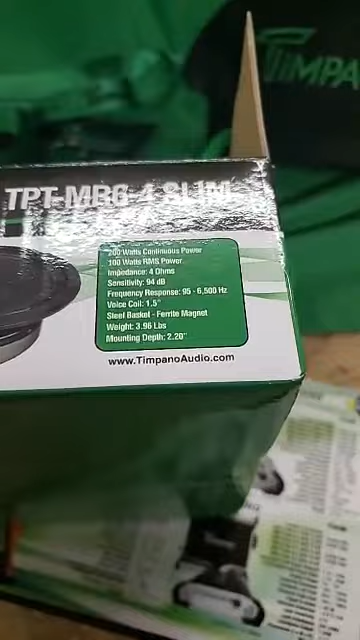 TIMPA
TPT-MR6-4 SLIM
200 Watts Continuous Power
100 Watts RMS Power
Impedance: 4 Ohms
Sensitivity: 94 dB
Frequency Response: 95 - 6,500 Hz
Voice Coil: 1.5"
Steel Basket - Ferrite Magnet
Weight: 3.96 Lbs
Mounting Depth: 2.20"
www.TimpanoAudio.com